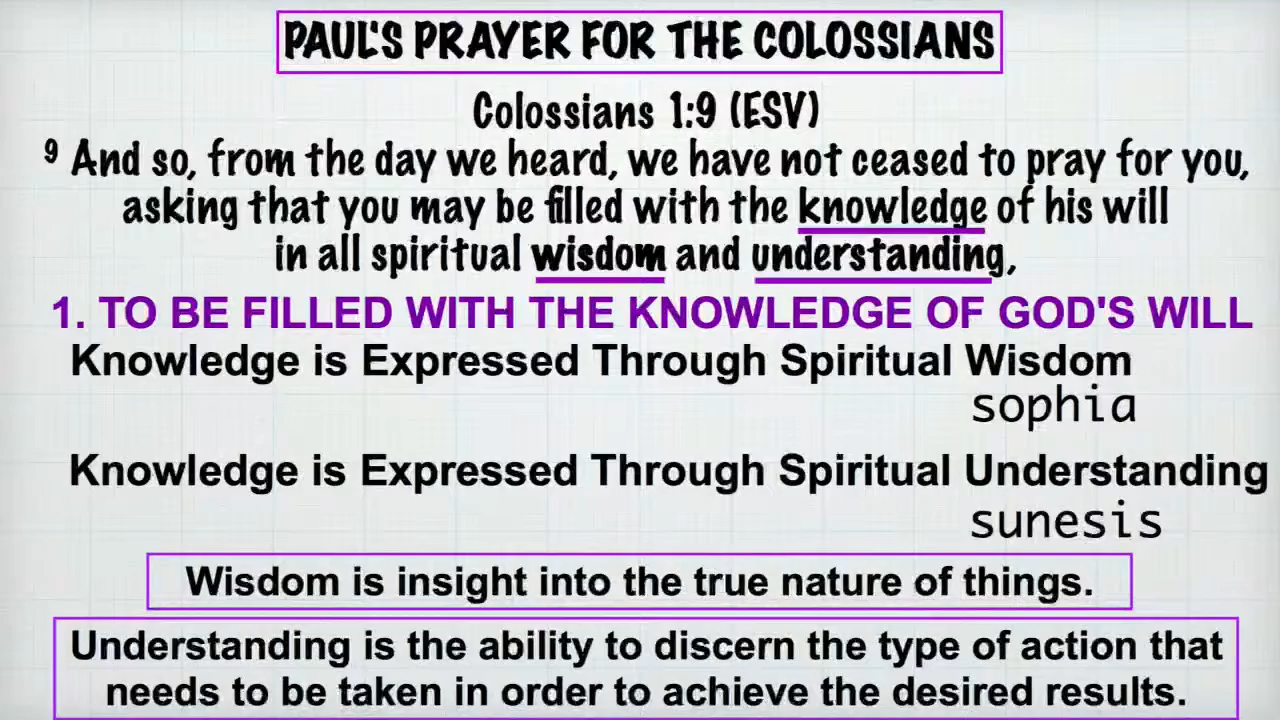 PAUL'S PRAYER FOR THE COLOSSIANS
Colossians 1:9 (ESV)
⁹ And so, from the day we heard, we have not ceased to pray for you,
asking that you may be filled with the knowledge of his will
in all spiritual wisdom and understanding,
1. TO BE FILLED WITH THE KNOWLEDGE OF GOD'S WILL
Knowledge is Expressed Through Spiritual Wisdom
sophia
Knowledge is Expressed Through Spiritual Understanding
sunesis
Wisdom is insight into the true nature of things.
Understanding is the ability to discern the type of action that
needs to be taken in order to achieve the desired results.